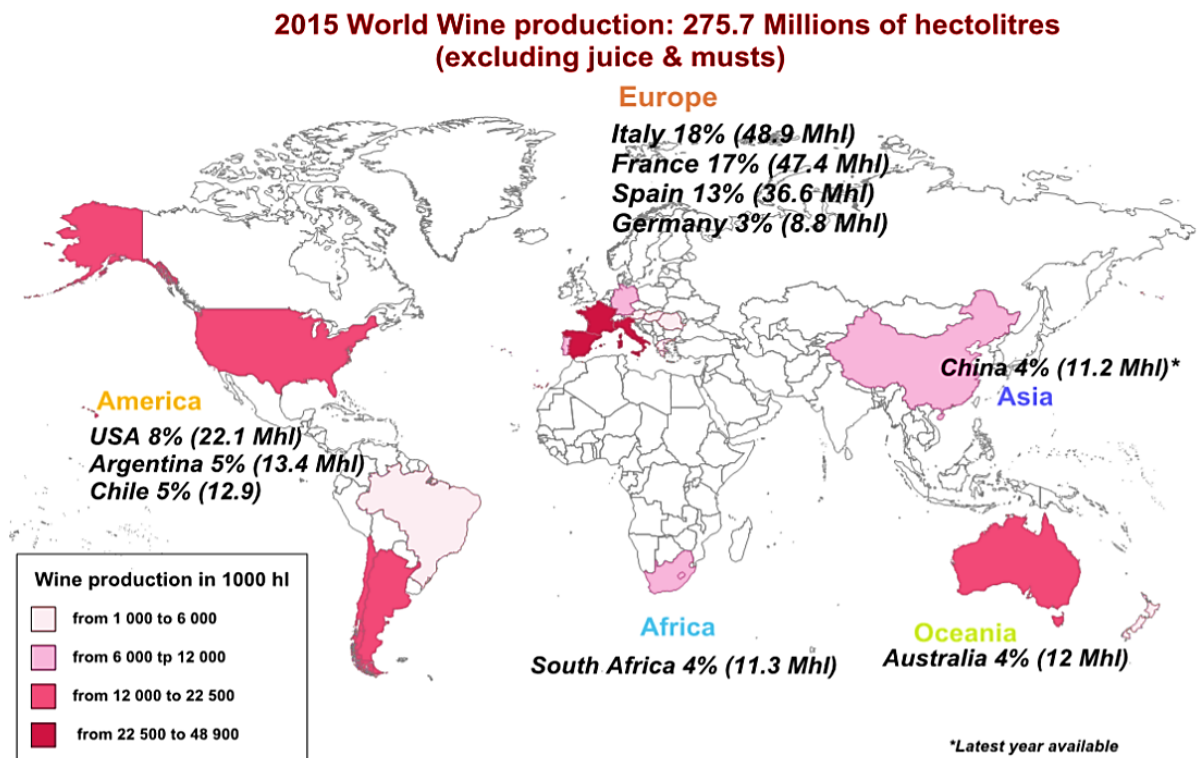 2015 World Wine production: 275.7 Millions of hectolitres
(excluding juice & musts)
Europe
Italy 18% (48.9 Mhl)
France 17% (47.4 Mhl)
Spain 13% (36.6 Mhl)
Germany 3% (8.8 Mhl)
China 4% (11.2 Mhl)*
Asia
America
USA 8% (22.1 Mhl)
Argentina 5% (13.4 Mhl)
Chile 5% (12.9)
Wine production in 1000 hl
from 1 000 to 6 000
from 6 000 tp 12 000
from 12 000 to 22 500
from 22 500 to 48 900
Africa
South Africa 4% (11.3 Mhl)
Oceania
Australia 4% (12 Mhl)
*Latest year available